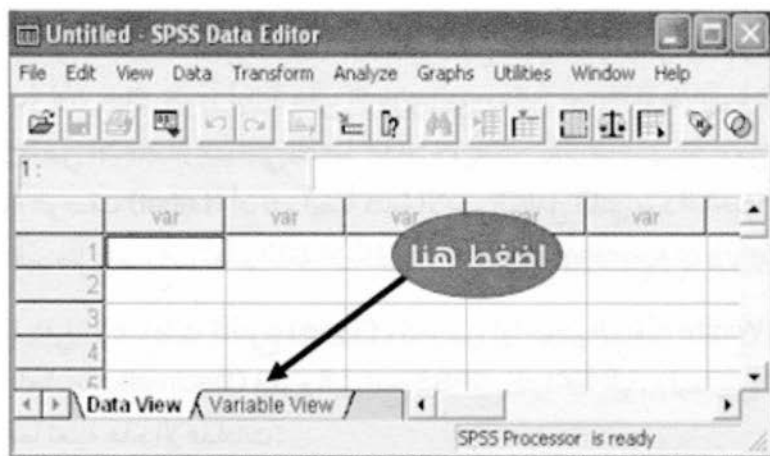 Untitled - SPSS Data Editor
File Edit View Data Transform Analyze Graphs Utilities Window Help
1 :
var var var var var
1
اضغط هنا
2
3
4
5
Data View Variable View
SPSS Processor is ready